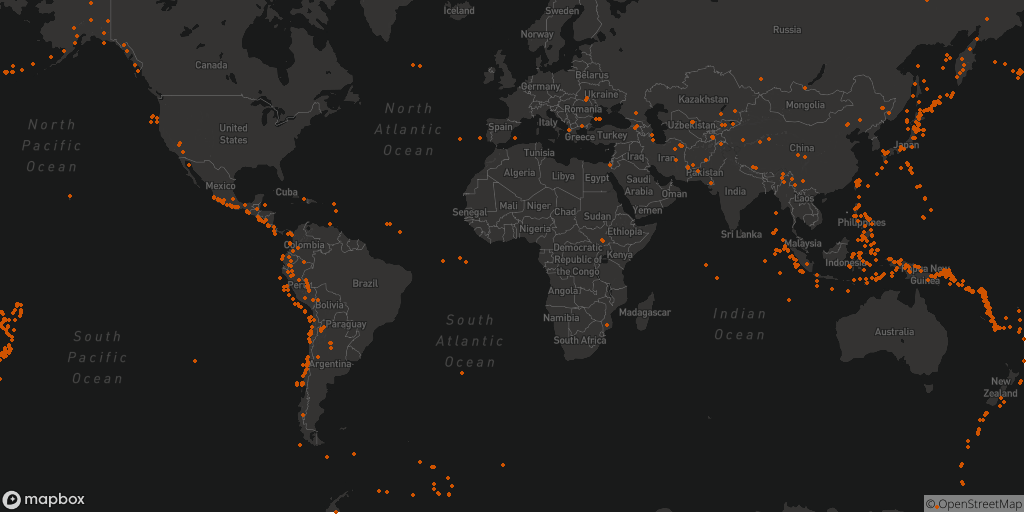 Iceland
Sweden
Norway
Russia
Canada
Belarus
Germany
Ukraine
Kazakhstan
Mongolia
Romania
North
Atlantic
Ocean
North
Pacific
Ocean
United
States
Spain
Italy
Greece
Turkey
Uzbekistan
China
Japan
Tunisia
Iraq
Iran
Algeria
Libya
Egypt
Pakistan
Mexico
Cuba
Saudi
Arabia
Oman
India
Laos
Mali
Niger
Chad
Sudan
Yemen
Senegal
Nigeria
Ethiopia
Sri Lanka
Philippines
Malaysia
Colombia
Democratic
Republic of
the Congo
Kenya
Indonesia
Papua New
Guinea
Peru
Brazil
Angola
Bolivia
Namibia
Madagascar
Paraguay
South Africa
Indian
Ocean
Australia
South
Pacific
Ocean
South
Atlantic
Ocean
Argentina
New
Zealand
mapbox
© OpenStreetMap